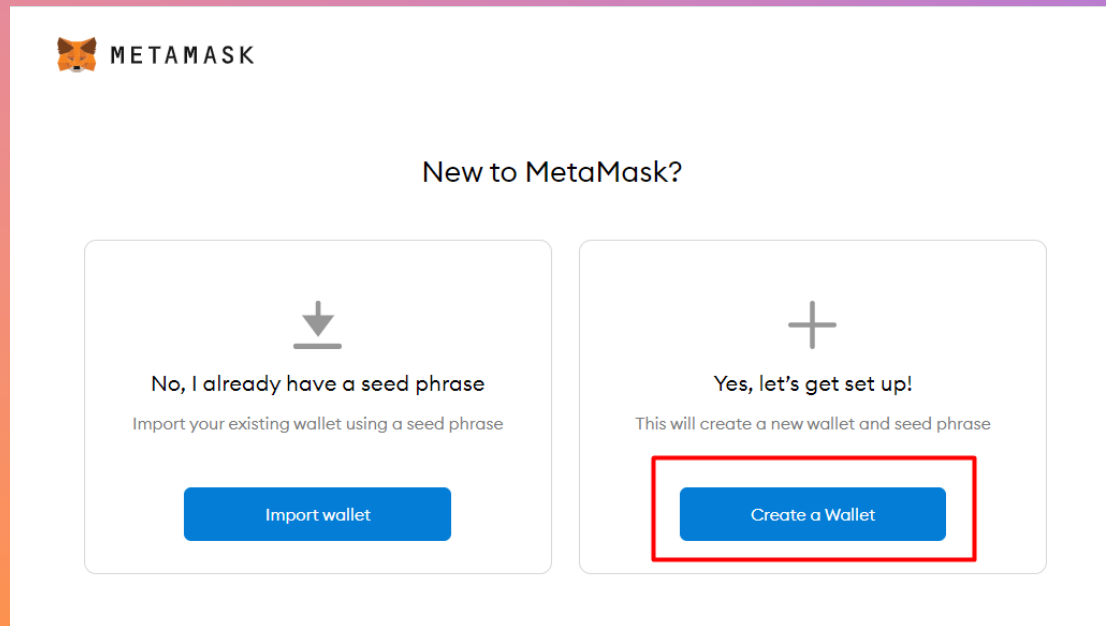 METAMASK
New to MetaMask?
No, I already have a seed phrase
Import your existing wallet using a seed phrase
Import wallet
Yes, let’s get set up!
This will create a new wallet and seed phrase
Create a Wallet